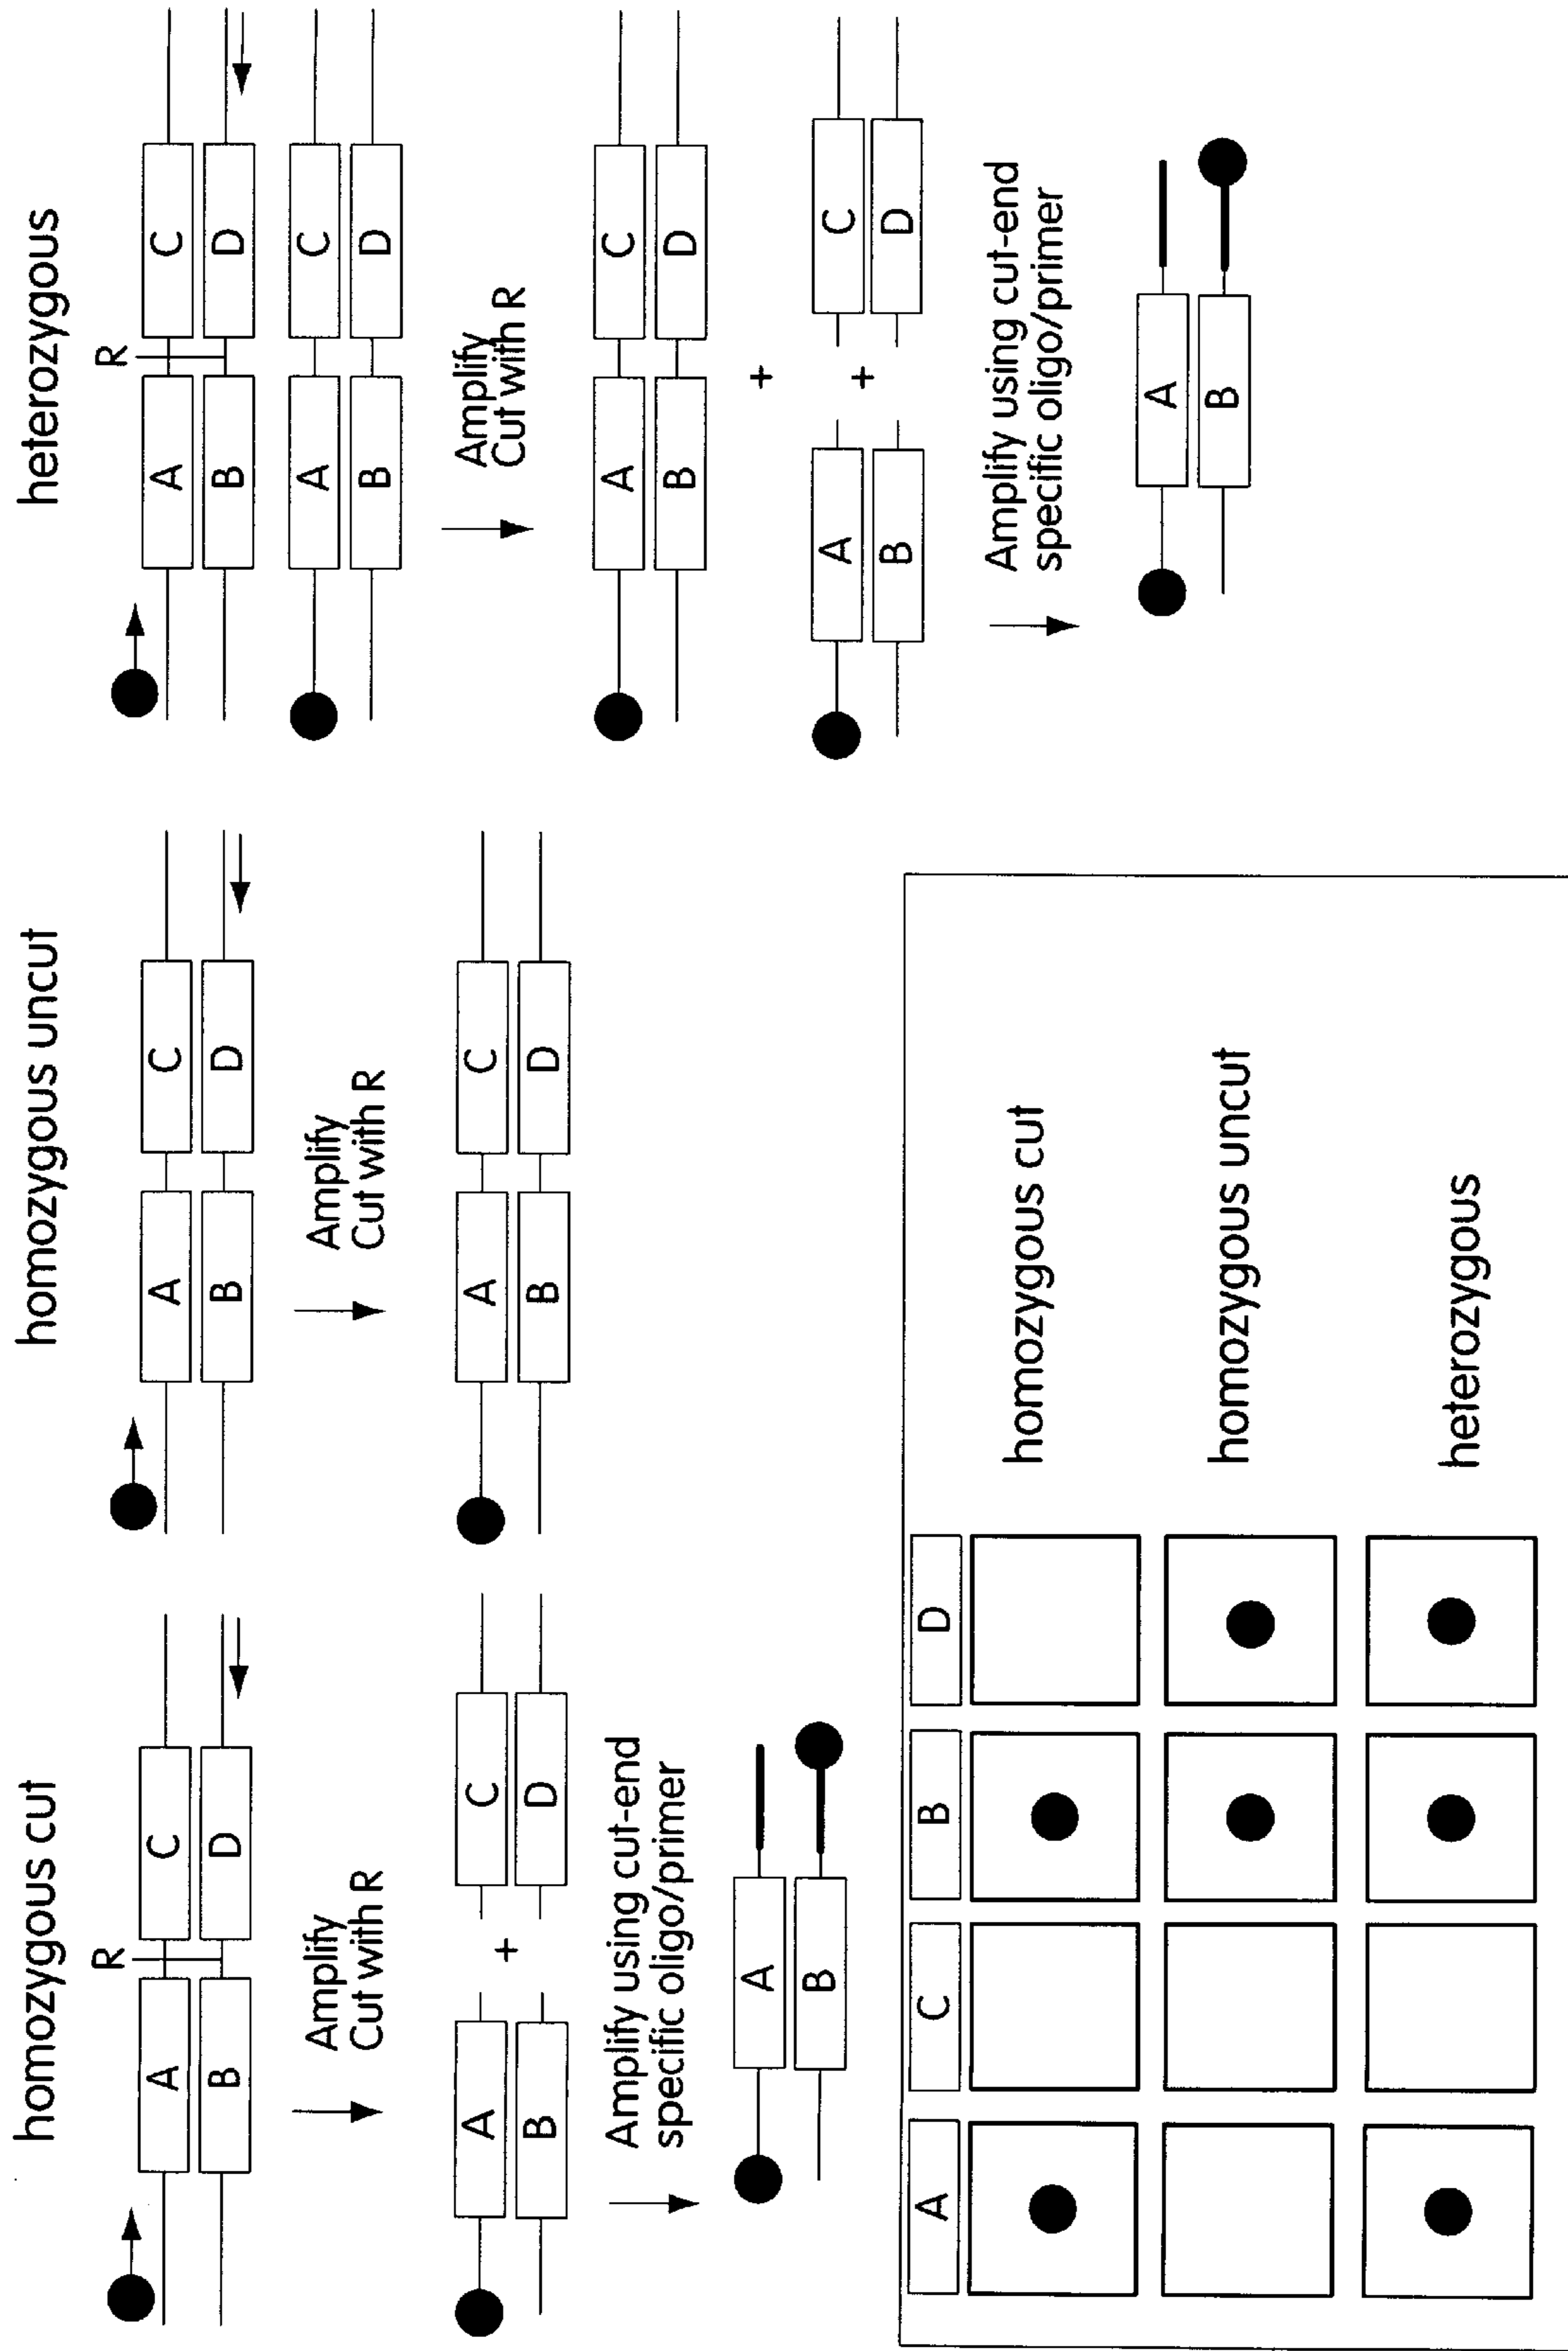 homozygous cut
R
A C
B D
Amplify
Cut with R
A + C
B D
Amplify using cut-end
specific oligo/primer
A
B
homozygous uncut
A C
B D
Amplify
Cut with R
A C
B D
heterozygous
R
A C
B D
A C
B D
Amplify
Cut with R
A C
B D
+
A + C
B D
Amplify using cut-end
specific oligo/primer
A
B
A C B D
homozygous cut
homozygous uncut
heterozygous